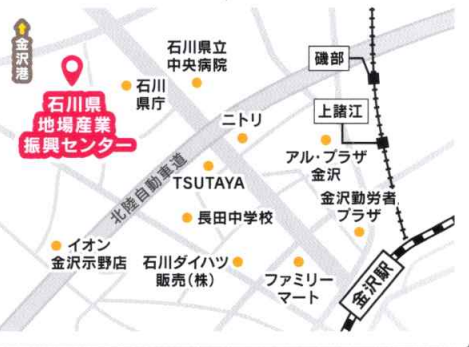 金沢港
石川県
地場産業
振興センター
石川
県庁
石川県立
中央病院
磯部
上諸江
ニトリ
アル・プラザ
金沢
北陸自動車道
TSUTAYA
金沢勤労者
プラザ
長田中学校
イオン
金沢示野店
石川ダイハツ
販売(株)
ファミリー
マート
金沢駅